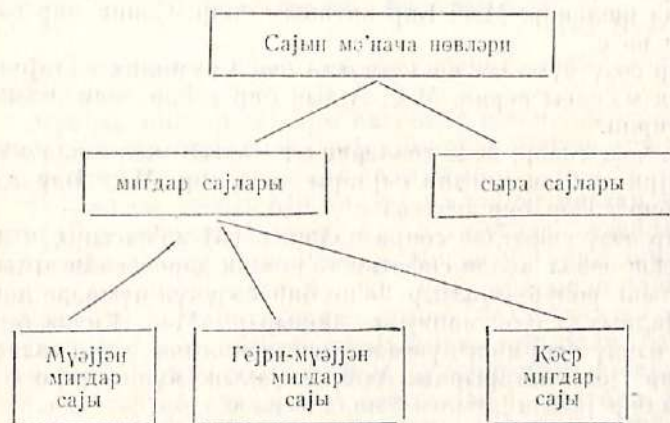 Сајын мә'нача нөвләри
мигдар сајлары
сыра сајлары
Мүәјјән
мигдар
сајы
Гејри-мүәјјән
мигдар
сајы
Кәср
мигдар
сајы